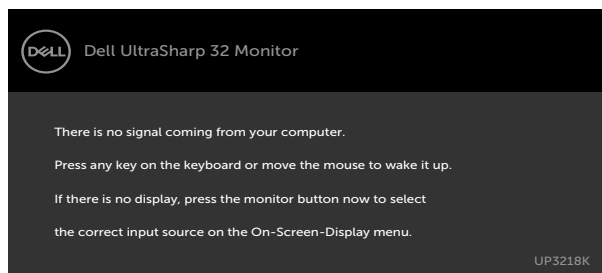 DELL
Dell UltraSharp 32 Monitor
There is no signal coming from your computer.
Press any key on the keyboard or move the mouse to wake it up.
If there is no display, press the monitor button now to select
the correct input source on the On-Screen-Display menu.
UP3218K